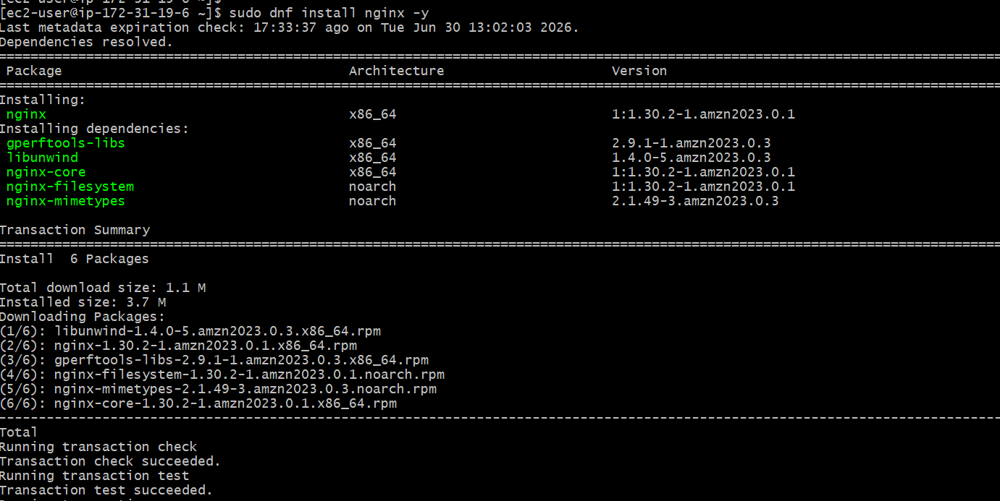 [ec2-user@ip-172-31-19-6 ~]$
[ec2-user@ip-172-31-19-6 ~]$ sudo dnf install nginx -y
Last metadata expiration check: 17:33:37 ago on Tue Jun 30 13:02:03 2026.
Dependencies resolved.
================================================================================
Package Architecture Version
================================================================================
Installing:
nginx x86_64 1:1.30.2-1.amzn2023.0.1
Installing dependencies:
gperftools-libs x86_64 2.9.1-1.amzn2023.0.3
libunwind x86_64 1.4.0-5.amzn2023.0.3
nginx-core x86_64 1:1.30.2-1.amzn2023.0.1
nginx-filesystem noarch 1:1.30.2-1.amzn2023.0.1
nginx-mimetypes noarch 2.1.49-3.amzn2023.0.3
Transaction Summary
================================================================================
Install  6 Packages
Total download size: 1.1 M
Installed size: 3.7 M
Downloading Packages:
(1/6): libunwind-1.4.0-5.amzn2023.0.3.x86_64.rpm
(2/6): nginx-1.30.2-1.amzn2023.0.1.x86_64.rpm
(3/6): gperftools-libs-2.9.1-1.amzn2023.0.3.x86_64.rpm
(4/6): nginx-filesystem-1.30.2-1.amzn2023.0.1.noarch.rpm
(5/6): nginx-mimetypes-2.1.49-3.amzn2023.0.3.noarch.rpm
(6/6): nginx-core-1.30.2-1.amzn2023.0.1.x86_64.rpm
--------------------------------------------------------------------------------
Total
Running transaction check
Transaction check succeeded.
Running transaction test
Transaction test succeeded.